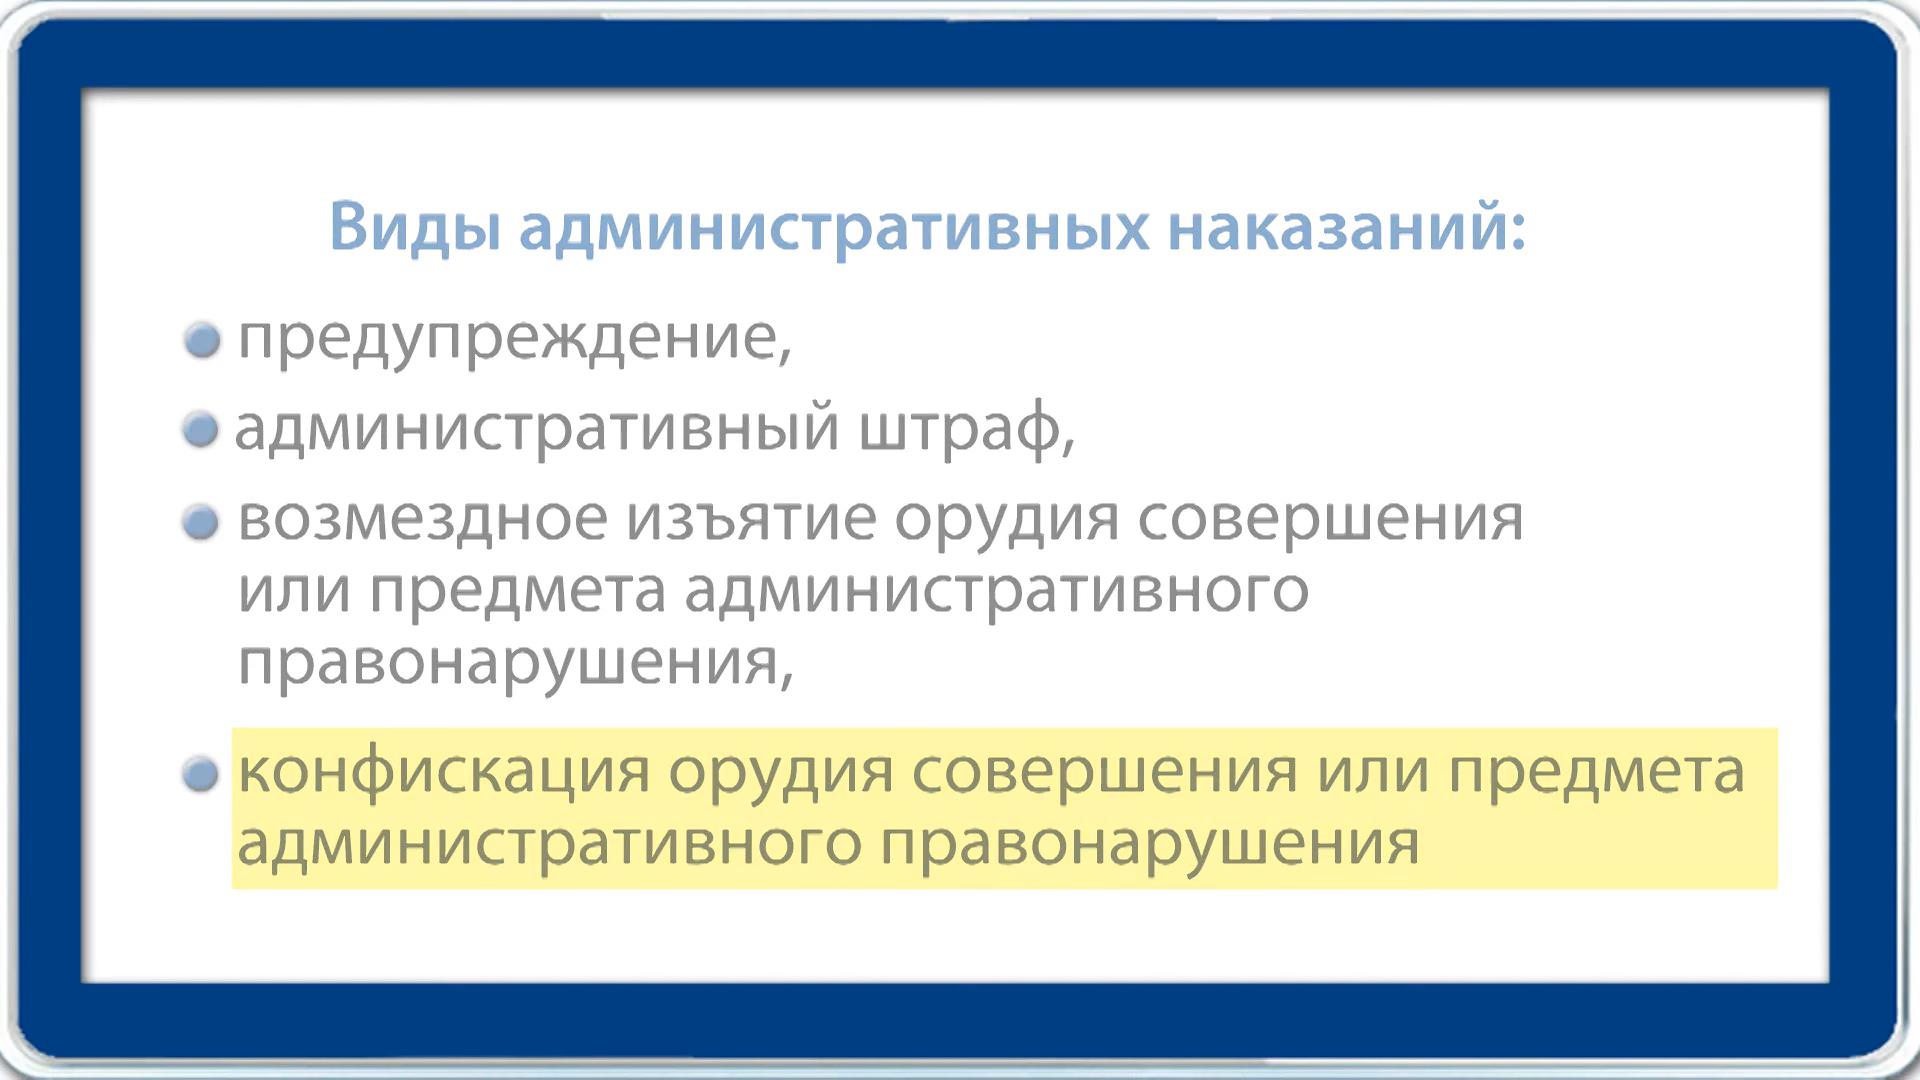 Виды административных наказаний:
предупреждение,
административный штраф,
возмездное изъятие орудия совершения
или предмета административного
правонарушения,
конфискация орудия совершения или предмета
административного правонарушения